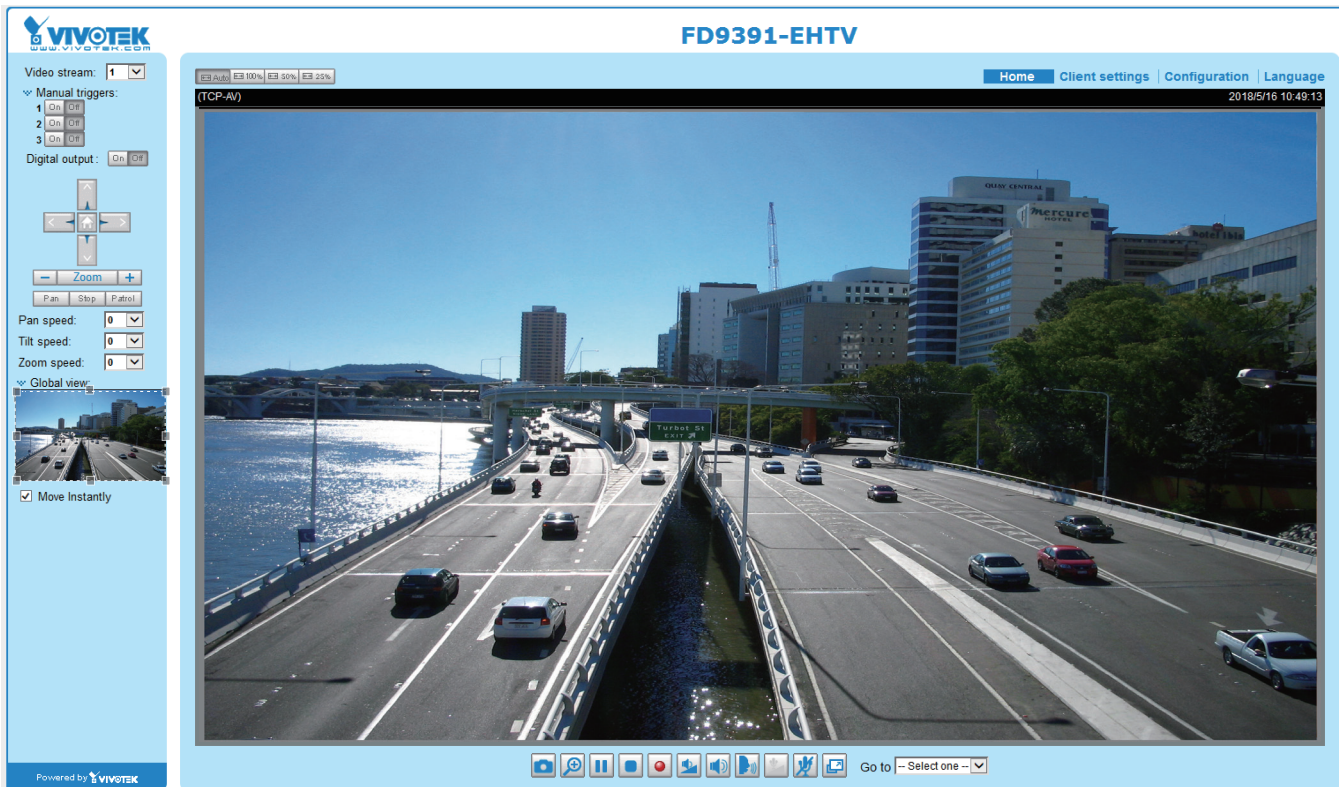 VIVOTEK
www.vivotek.com
FD9391-EHTV
Video stream: 1
Manual triggers:
1 On Off
2 On Off
3 On Off
Digital output : On Off
Zoom
Pan Stop Patrol
Pan speed: 0
Tilt speed: 0
Zoom speed: 0
Global view:
Move Instantly
Powered by VIVOTEK
Auto 100% 50% 25%
Home Client settings Configuration Language
(TCP-AV) 2018/5/16 10:49:13
QUAY CENTRAL
mercure
HOTEL
hotel ibis
Turbot St
EXIT
Go to -- Select one --